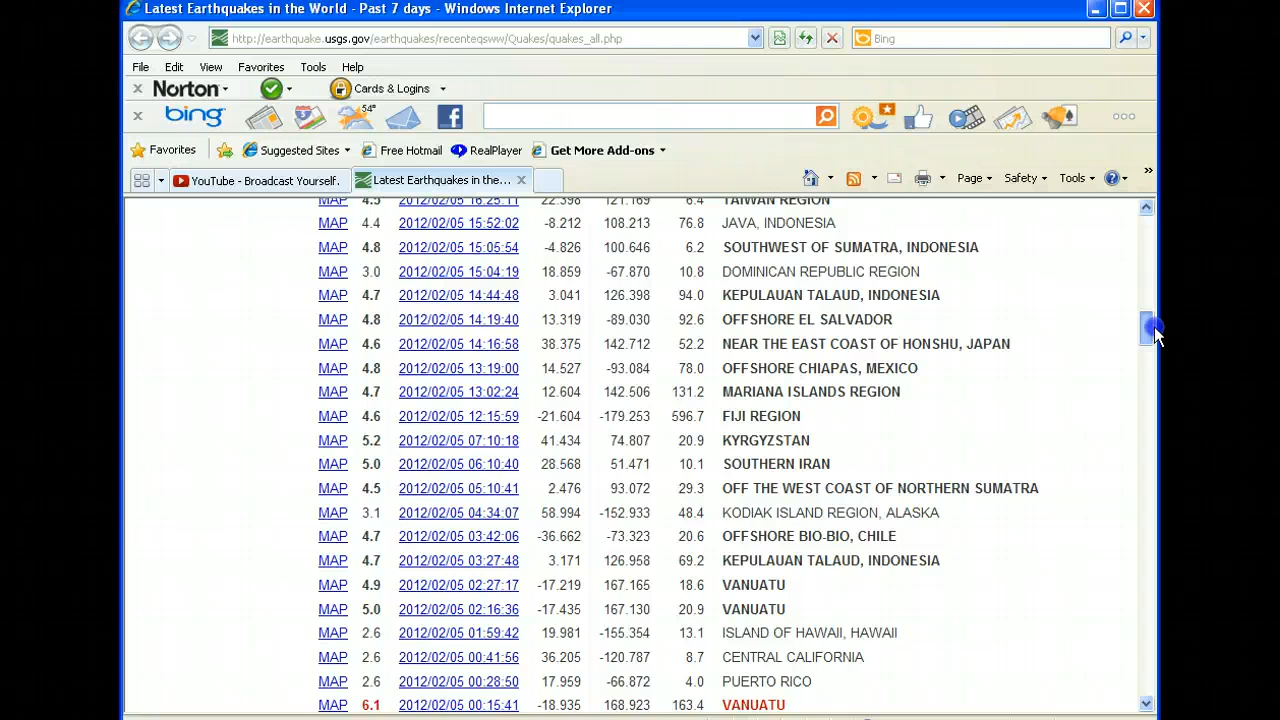 Latest Earthquakes in the World - Past 7 days - Windows Internet Explorer
http://earthquake.usgs.gov/earthquakes/recenteqsww/Quakes/quakes_all.php
Bing
File Edit View Favorites Tools Help
Norton Cards & Logins
bing 54°
Favorites Suggested Sites Free Hotmail RealPlayer Get More Add-ons
YouTube - Broadcast Yourself. Latest Earthquakes in the... Page Safety Tools
MAP 4.5 2012/02/05 16:25:11 22.398 121.169 6.4 TAIWAN REGION
MAP 4.4 2012/02/05 15:52:02 -8.212 108.213 76.8 JAVA, INDONESIA
MAP 4.8 2012/02/05 15:05:54 -4.826 100.646 6.2 SOUTHWEST OF SUMATRA, INDONESIA
MAP 3.0 2012/02/05 15:04:19 18.859 -67.870 10.8 DOMINICAN REPUBLIC REGION
MAP 4.7 2012/02/05 14:44:48 3.041 126.398 94.0 KEPULAUAN TALAUD, INDONESIA
MAP 4.8 2012/02/05 14:19:40 13.319 -89.030 92.6 OFFSHORE EL SALVADOR
MAP 4.6 2012/02/05 14:16:58 38.375 142.712 52.2 NEAR THE EAST COAST OF HONSHU, JAPAN
MAP 4.8 2012/02/05 13:19:00 14.527 -93.084 78.0 OFFSHORE CHIAPAS, MEXICO
MAP 4.7 2012/02/05 13:02:24 12.604 142.506 131.2 MARIANA ISLANDS REGION
MAP 4.6 2012/02/05 12:15:59 -21.604 -179.253 596.7 FIJI REGION
MAP 5.2 2012/02/05 07:10:18 41.434 74.807 20.9 KYRGYZSTAN
MAP 5.0 2012/02/05 06:10:40 28.568 51.471 10.1 SOUTHERN IRAN
MAP 4.5 2012/02/05 05:10:41 2.476 93.072 29.3 OFF THE WEST COAST OF NORTHERN SUMATRA
MAP 3.1 2012/02/05 04:34:07 58.994 -152.933 48.4 KODIAK ISLAND REGION, ALASKA
MAP 4.7 2012/02/05 03:42:06 -36.662 -73.323 20.6 OFFSHORE BIO-BIO, CHILE
MAP 4.7 2012/02/05 03:27:48 3.171 126.958 69.2 KEPULAUAN TALAUD, INDONESIA
MAP 4.9 2012/02/05 02:27:17 -17.219 167.165 18.6 VANUATU
MAP 5.0 2012/02/05 02:16:36 -17.435 167.130 20.9 VANUATU
MAP 2.6 2012/02/05 01:59:42 19.981 -155.354 13.1 ISLAND OF HAWAII, HAWAII
MAP 2.6 2012/02/05 00:41:56 36.205 -120.787 8.7 CENTRAL CALIFORNIA
MAP 2.6 2012/02/05 00:28:50 17.959 -66.872 4.0 PUERTO RICO
MAP 6.1 2012/02/05 00:15:41 -18.935 168.923 163.4 VANUATU